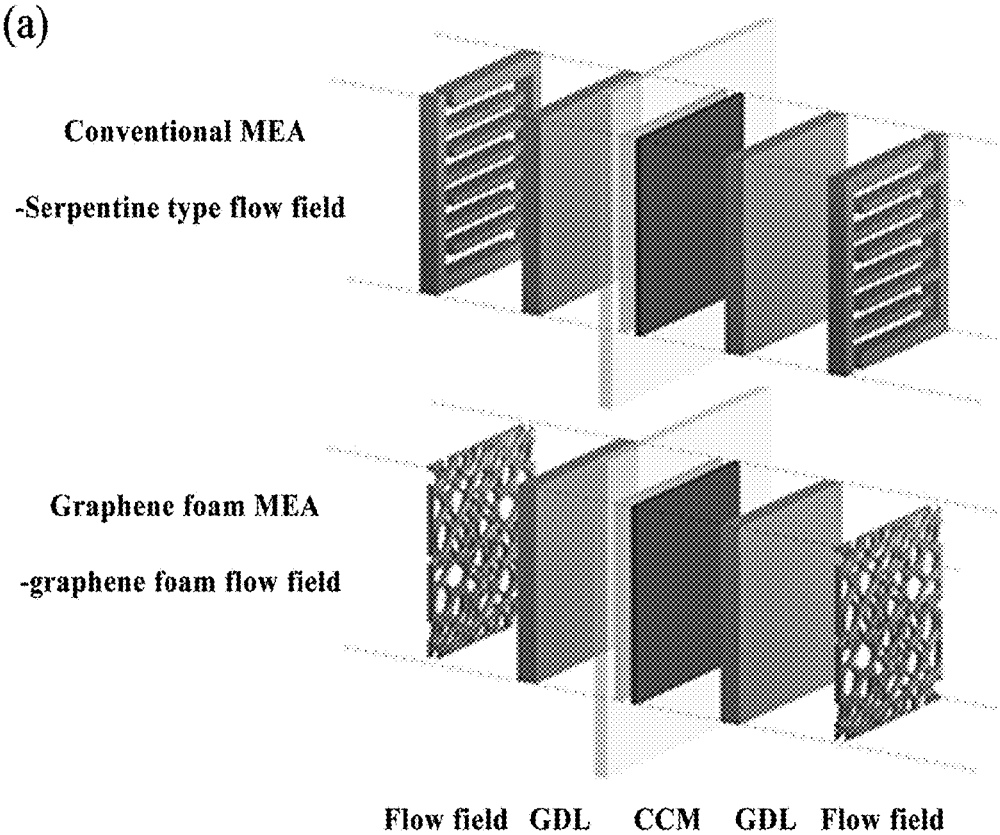 (a)
Conventional MEA
-Serpentine type flow field
Graphene foam MEA
-graphene foam flow field
Flow field GDL CCM GDL Flow field